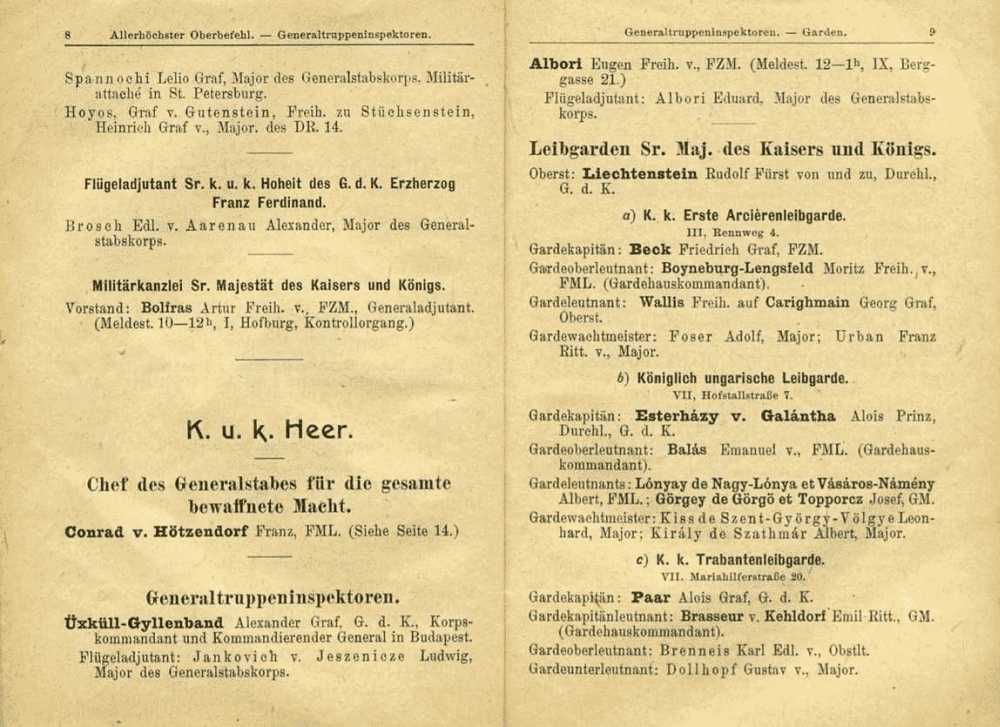 8 Allerhöchster Oberbefehl. — Generaltruppeninspektoren.
Spannochi Lelio Graf, Major des Generalstabskorps. Militär-
attaché in St. Petersburg.
Hoyos, Graf v. Gutenstein, Freih. zu Stüchsenstein,
Heinrich Graf v., Major. des DR. 14.
Flügeladjutant Sr. k. u. k. Hoheit des G. d. K. Erzherzog
Franz Ferdinand.
Brosch Edl. v. Aarenau Alexander, Major des General-
stabskorps.
Militärkanzlei Sr. Majestät des Kaisers und Königs.
Vorstand: Bolfras Artur Freih. v., FZM., Generaladjutant.
(Meldest. 10—12h, I, Hofburg, Kontrollorgang.)
K. u. k. Heer.
Chef des Generalstabes für die gesamte
bewaffnete Macht.
Conrad v. Hötzendorf Franz, FML. (Siehe Seite 14.)
Generaltruppeninspektoren.
Üxküll-Gyllenband Alexander Graf, G. d. K., Korps-
kommandant und Kommandierender General in Budapest.
Flügeladjutant: Jankovich v. Jeszenicze Ludwig,
Major des Generalstabskorps.
Generaltruppeninspektoren. — Garden. 9
Albori Eugen Freih. v., FZM. (Meldest. 12—1h, IX, Berg-
gasse 21.)
Flügeladjutant: Albori Eduard, Major des Generalstabs-
korps.
Leibgarden Sr. Maj. des Kaisers und Königs.
Oberst: Liechtenstein Rudolf Fürst von und zu, Durchl.,
G. d. K.
a) K. k. Erste Arcièrenleibgarde.
III, Rennweg 4.
Gardekapitän: Beck Friedrich Graf, FZM.
Gardeoberleutnant: Boyneburg-Lengsfeld Moritz Freih. v.,
FML. (Gardehauskommandant).
Gardeleutnant: Wallis Freih. auf Carighmain Georg Graf,
Oberst.
Gardewachtmeister: Foser Adolf, Major; Urban Franz
Ritt. v., Major.
b) Königlich ungarische Leibgarde.
VII, Hofstallstraße 7.
Gardekapitän: Esterházy v. Galántha Alois Prinz,
Durchl., G. d. K.
Gardeoberleutnant: Balás Emanuel v., FML. (Gardehaus-
kommandant).
Gardeleutnants: Lónyay de Nagy-Lónya et Vásáros-Námény
Albert, FML.; Görgey de Görgö et Topporcz Josef, GM.
Gardewachtmeister: Kiss de Szent-György-Völgye Leon-
hard, Major; Király de Szathmár Albert, Major.
c) K. k. Trabantenleibgarde.
VII. Mariahilferstraße 20.
Gardekapitän: Paar Alois Graf, G. d. K.
Gardekapitänleutnant: Brasseur v. Kehldorf Emil Ritt., GM.
(Gardehauskommandant).
Gardeoberleutnant: Brenneis Karl Edl. v., Obstlt.
Gardeunterleutnant: Dollhopf Gustav v., Major.